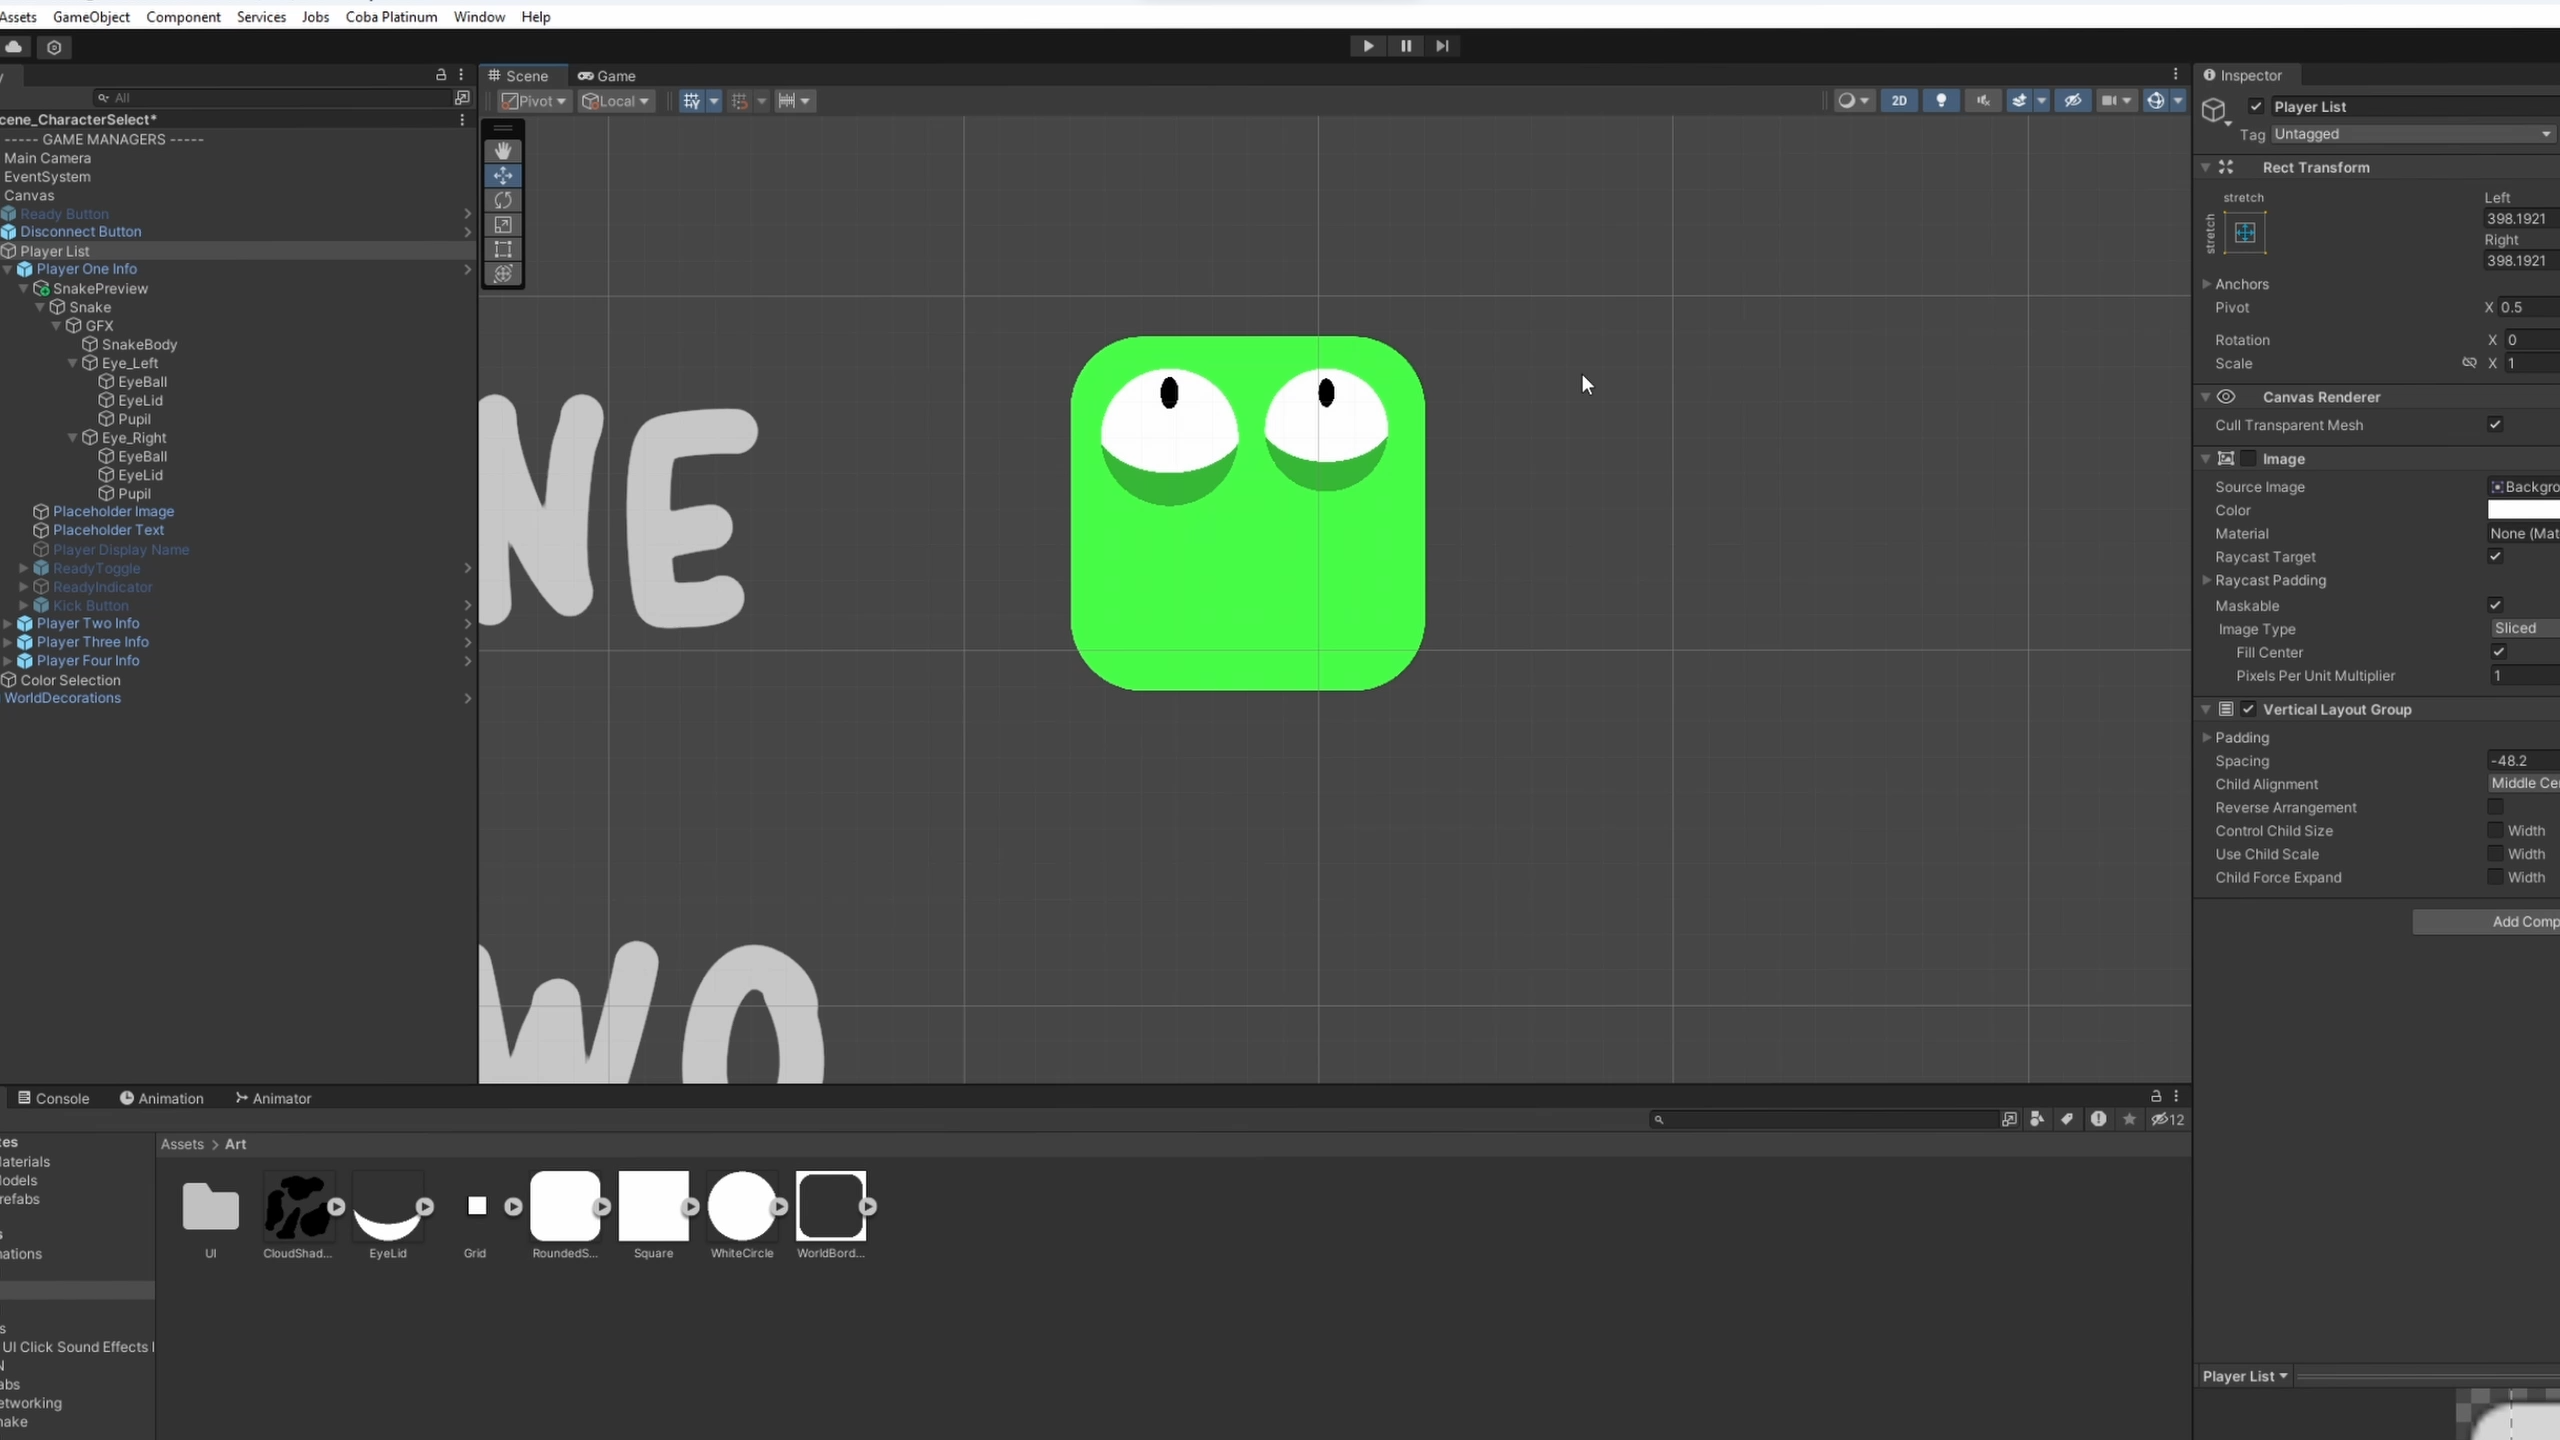 Assets GameObject Component Services Jobs Coba Platinum Window Help
All
cene_CharacterSelect*
----- GAME MANAGERS -----
Main Camera
EventSystem
Canvas
Ready Button
Disconnect Button
Player List
Player One Info
SnakePreview
Snake
GFX
SnakeBody
Eye_Left
EyeBall
EyeLid
Pupil
Eye_Right
EyeBall
EyeLid
Pupil
Placeholder Image
Placeholder Text
Player Display Name
ReadyToggle
ReadyIndicator
Kick Button
Player Two Info
Player Three Info
Player Four Info
Color Selection
WorldDecorations
Scene Game
Pivot Local 2D
NE
WO
Inspector
Player List
Tag Untagged
Rect Transform
stretch Left
stretch 398.1921
Right
398.1921
Anchors
Pivot X 0.5
Rotation X 0
Scale X 1
Canvas Renderer
Cull Transparent Mesh
Image
Source Image Backgro
Color
Material None (Mat
Raycast Target
Raycast Padding
Maskable
Image Type Sliced
Fill Center
Pixels Per Unit Multiplier 1
Vertical Layout Group
Padding
Spacing -48.2
Child Alignment Middle Ce
Reverse Arrangement
Control Child Size Width
Use Child Scale Width
Child Force Expand Width
Add Comp
Player List
Console Animation Animator
12
Assets > Art
tes
laterials
lodels
refabs
s
nations
s
UI Click Sound Effects
N
abs
etworking
nake
UI CloudShad... EyeLid Grid RoundedS... Square WhiteCircle WorldBord...